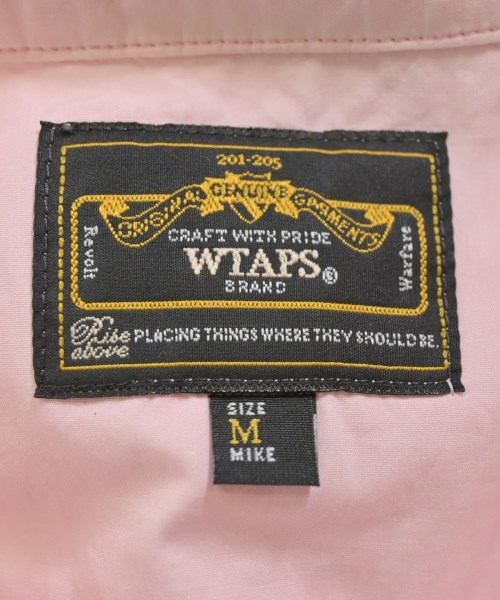 201-205
ORIGINAL GENUINE GARMENTS
Revolt
CRAFT WITH PRIDE
WTAPS®
BRAND
Warfare
Rise above
PLACING THINGS WHERE THEY SHOULD BE.
SIZE
M
MIKE